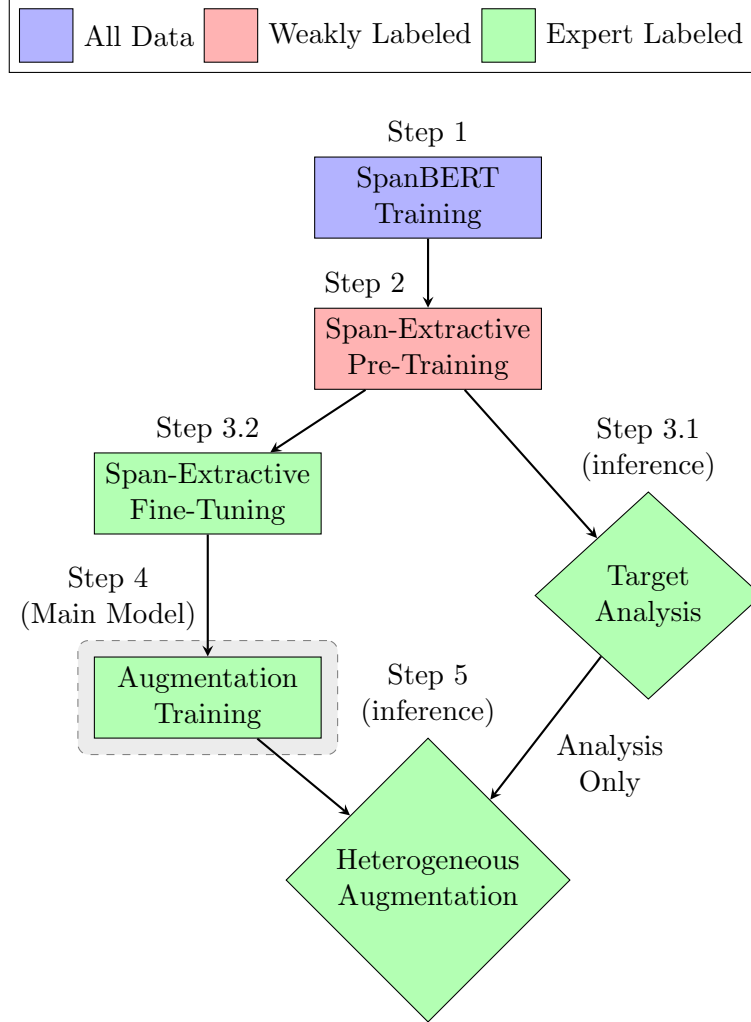 All Data Weakly Labeled Expert Labeled
Step 1
SpanBERT
Training
Step 2
Span-Extractive
Pre-Training
Step 3.2
Span-Extractive
Fine-Tuning
Step 3.1
(inference)
Target
Analysis
Step 4
(Main Model)
Augmentation
Training
Step 5
(inference)
Analysis
Only
Heterogeneous
Augmentation